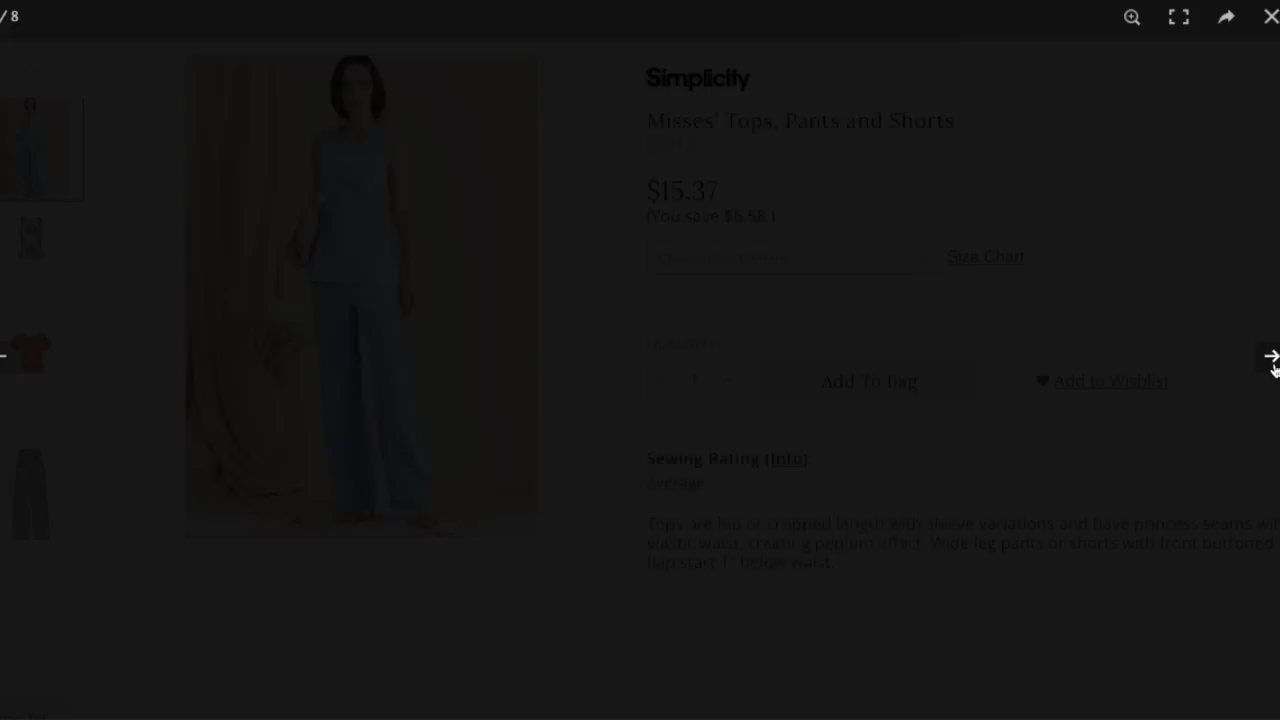 / 8
Simplicity
Misses' Tops, Pants and Shorts
$15.37
(You save $6.58 )
Size Chart
Quantity:
1
Add To Bag
Add to Wishlist
Sewing Rating (Info):
Average
Tops are hip or cropped length with sleeve variations and have princess seams
elastic waist, creating peplum effect. Wide leg pants or shorts with front buttoned
flap start 1" below waist.